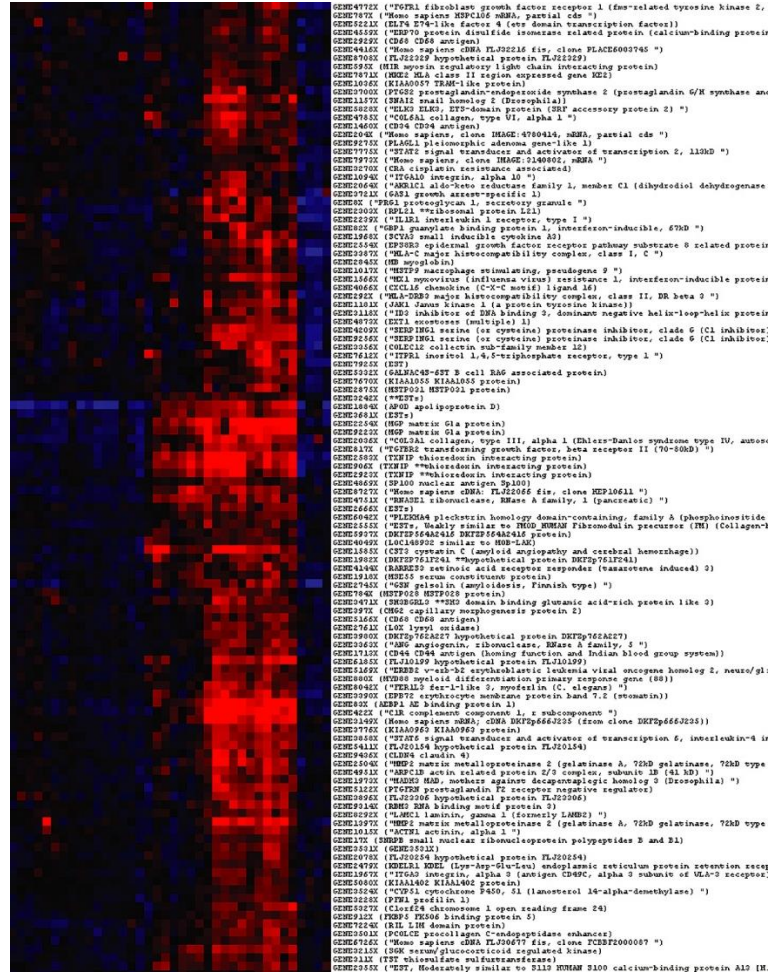 GENE4772X ("FGFR1 fibroblast growth factor receptor 1 (fms-related tyrosine kinase 2,
GENE787X ("Homo sapiens HSPC106 mRNA, partial cds ")
GENE5221X (ELF4 E74-like factor 4 (ets domain transcription factor))
GENE4559X ("ERP70 protein disulfide isomerase related protein (calcium-binding protein
GENE2929X (CD68 CD68 antigen)
GENE4416X ("Homo sapiens cDNA FLJ32216 fis, clone PLACE6003745 ")
GENE8708X (FLJ22329 hypothetical protein FLJ22329)
GENE595X (MIR myosin regulatory light chain interacting protein)
GENE7871X (HKE2 HLA class II region expressed gene KE2)
GENE1036X (KIAA0057 TRAM-like protein)
GENE3700X (PTGS2 prostaglandin-endoperoxide synthase 2 (prostaglandin G/H synthase and
GENE1157X (SNAI2 snail homolog 2 (Drosophila))
GENE5828X ("ELK3 ELK3, ETS-domain protein (SRF accessory protein 2) ")
GENE4785X ("COL6A1 collagen, type VI, alpha 1 ")
GENE1460X (CD34 CD34 antigen)
GENE204X ("Homo sapiens, clone IMAGE:4780414, mRNA, partial cds ")
GENE9275X (PLAGL1 pleiomorphic adenoma gene-like 1)
GENE7775X ("STAT2 signal transducer and activator of transcription 2, 113kD ")
GENE7973X ("Homo sapiens, clone IMAGE:3140802, mRNA ")
GENE3270X (CRA cisplatin resistance associated)
GENE1094X ("ITGA10 integrin, alpha 10 ")
GENE2064X ("AKR1C1 aldo-keto reductase family 1, member C1 (dihydrodiol dehydrogenase
GENE3721X (GAS1 growth arrest-specific 1)
GENE8X ("PRG1 proteoglycan 1, secretory granule ")
GENE2303X (RPL21 **ribosomal protein L21)
GENE2239X ("IL1R1 interleukin 1 receptor, type I ")
GENE82X ("GBP1 guanylate binding protein 1, interferon-inducible, 67kD ")
GENE1968X (SCYA3 small inducible cytokine A3)
GENE2554X (EPS8R3 epidermal growth factor receptor pathway substrate 8 related protein
GENE3387X ("HLA-C major histocompatibility complex, class I, C ")
GENE2845X (MB myoglobin)
GENE1017X ("MSTP9 macrophage stimulating, pseudogene 9 ")
GENE1566X ("MX1 myxovirus (influenza virus) resistance 1, interferon-inducible protein
GENE4066X (CXCL16 chemokine (C-X-C motif) ligand 16)
GENE292X ("HLA-DRB3 major histocompatibility complex, class II, DR beta 3 ")
GENE1181X (JAK1 Janus kinase 1 (a protein tyrosine kinase))
GENE3118X ("ID3 inhibitor of DNA binding 3, dominant negative helix-loop-helix protein
GENE4873X (EXT1 exostoses (multiple) 1)
GENE4209X ("SERPING1 serine (or cysteine) proteinase inhibitor, clade G (C1 inhibitor)
GENE9256X ("SERPING1 serine (or cysteine) proteinase inhibitor, clade G (C1 inhibitor)
GENE3356X (COLEC12 collectin sub-family member 12)
GENE7612X ("ITPR1 inositol 1,4,5-triphosphate receptor, type 1 ")
GENE7925X (EST)
GENE5332X (GALNAC4S-6ST B cell RAG associated protein)
GENE7670X (KIAA1055 KIAA1055 protein)
GENE2875X (MSTP031 MSTP031 protein)
GENE3242X (**ESTs)
GENE1884X (APOD apolipoprotein D)
GENE3681X (ESTs)
GENE2254X (MGP matrix Gla protein)
GENE9223X (MGP matrix Gla protein)
GENE2036X ("COL3A1 collagen, type III, alpha 1 (Ehlers-Danlos syndrome type IV, autoso
GENE817X ("TGFBR2 transforming growth factor, beta receptor II (70-80kD) ")
GENE2583X (TXNIP thioredoxin interacting protein)
GENE906X (TXNIP **thioredoxin interacting protein)
GENE2923X (TXNIP **thioredoxin interacting protein)
GENE4869X (SP100 nuclear antigen Sp100)
GENE8727X ("Homo sapiens cDNA: FLJ22066 fis, clone HEP10611 ")
GENE4751X ("RNASE1 ribonuclease, RNase A family, 1 (pancreatic) ")
GENE2666X (ESTs)
GENE6042X ("PLEKHA4 pleckstrin homology domain-containing, family A (phosphoinositide
GENE2555X ("ESTs, Weakly similar to FMOD_HUMAN Fibromodulin precursor (FM) (Collagen-b
GENE5937X (DKFZP564A2416 DKFZP564A2416 protein)
GENE4049X (LOC148932 similar to MOB-LAK)
GENE1585X (CST3 cystatin C (amyloid angiopathy and cerebral hemorrhage))
GENE1982X (DKFZp761F241 **hypothetical protein DKFZp761F241)
GENE4144X (RARRES3 retinoic acid receptor responder (tazarotene induced) 3)
GENE1918X (MSE55 serum constituent protein)
GENE2745X ("GSN gelsolin (amyloidosis, Finnish type) ")
GENE784X (MSTP028 MSTP028 protein)
GENE3471X (SH3BGRL3 **SH3 domain binding glutamic acid-rich protein like 3)
GENE397X (CMG2 capillary morphogenesis protein 2)
GENE5166X (CD68 CD68 antigen)
GENE2761X (LOX lysyl oxidase)
GENE3980X (DKFZp762A227 hypothetical protein DKFZp762A227)
GENE3363X ("ANG angiogenin, ribonuclease, RNase A family, 5 ")
GENE1713X (CD44 CD44 antigen (homing function and Indian blood group system))
GENE6185X (FLJ10199 hypothetical protein FLJ10199)
GENE5169X ("ERBB2 v-erb-b2 erythroblastic leukemia viral oncogene homolog 2, neuro/gli
GENE880X (MYD88 myeloid differentiation primary response gene (88))
GENE8042X ("FER1L3 fer-1-like 3, myoferlin (C. elegans) ")
GENE3390X (EPB72 erythrocyte membrane protein band 7.2 (stomatin))
GENE83X (AEBP1 AE binding protein 1)
GENE422X ("C1R complement component 1, r subcomponent ")
GENE3149X (Homo sapiens mRNA; cDNA DKFZp666J235 (from clone DKFZp666J235))
GENE3776X (KIAA0963 KIAA0963 protein)
GENE3858X ("STAT6 signal transducer and activator of transcription 6, interleukin-4 in
GENE5411X (FLJ20154 hypothetical protein FLJ20154)
GENE9436X (CLDN4 claudin 4)
GENE2504X ("MMP2 matrix metalloproteinase 2 (gelatinase A, 72kD gelatinase, 72kD type
GENE4951X ("ARPC1B actin related protein 2/3 complex, subunit 1B (41 kD) ")
GENE1973X ("MADH3 MAD, mothers against decapentaplegic homolog 3 (Drosophila) ")
GENE5122X (PTGFRN prostaglandin F2 receptor negative regulator)
GENE3895X (FLJ23306 hypothetical protein FLJ23306)
GENE9314X (RBM3 RNA binding motif protein 3)
GENE8292X ("LAMC1 laminin, gamma 1 (formerly LAMB2) ")
GENE1397X ("MMP2 matrix metalloproteinase 2 (gelatinase A, 72kD gelatinase, 72kD type
GENE1015X ("ACTN1 actinin, alpha 1 ")
GENE17X (SNRPB small nuclear ribonucleoprotein polypeptides B and B1)
GENE3531X (GENE3531X)
GENE2078X (FLJ20254 hypothetical protein FLJ20254)
GENE2479X (KDELR1 KDEL (Lys-Asp-Glu-Leu) endoplasmic reticulum protein retention recep
GENE1967X ("ITGA3 integrin, alpha 3 (antigen CD49C, alpha 3 subunit of VLA-3 receptor)
GENE5080X (KIAA1402 KIAA1402 protein)
GENE3524X ("CYP51 cytochrome P450, 51 (lanosterol 14-alpha-demethylase) ")
GENE3228X (PFN1 profilin 1)
GENE5327X (C1orf24 chromosome 1 open reading frame 24)
GENE912X (FKBP5 FK506 binding protein 5)
GENE7224X (RIL LIM domain protein)
GENE3501X (PCOLCE procollagen C-endopeptidase enhancer)
GENE6726X ("Homo sapiens cDNA FLJ30677 fis, clone FCBBF2000087 ")
GENE3215X (SGK serum/glucocorticoid regulated kinase)
GENE311X (TST thiosulfate sulfurtransferase)
GENE2355X ("EST, Moderately similar to S113 HUMAN S100 calcium-binding protein A13 [H.